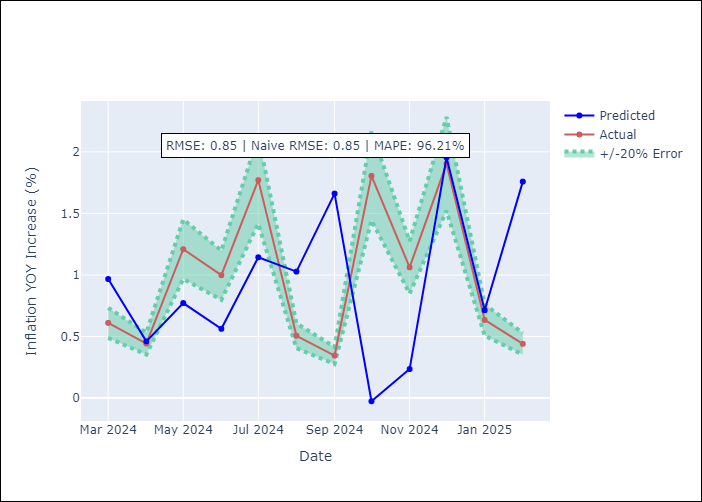 RMSE: 0.85 | Naive RMSE: 0.85 | MAPE: 96.21%
Predicted
Actual
+/-20% Error
Inflation YOY Increase (%)
2
1.5
1
0.5
0
Mar 2024
May 2024
Jul 2024
Sep 2024
Nov 2024
Jan 2025
Date